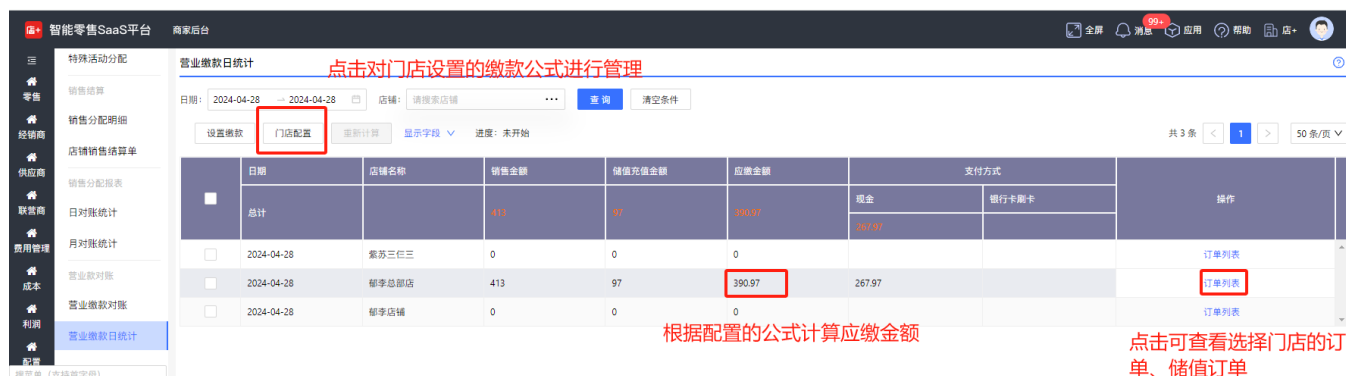 店+ 智能零售SaaS平台 商家后台 全屏 消息 99+ 应用 帮助 店+
零售
经销商
供应商
联营商
费用管理
成本
利润
配置
特殊活动分配
销售结算
销售分配明细
店铺销售结算单
销售分配报表
日对账统计
月对账统计
营业款对账
营业缴款对账
营业缴款日统计
搜菜单（支持首字母）
营业缴款日统计
点击对门店设置的缴款公式进行管理
日期: 2024-04-28 → 2024-04-28 店铺: 请搜索店铺 ··· 查询 清空条件
设置缴款 门店配置 重新计算 显示字段 进度: 未开始 共 3 条 < 1 > 50 条/页
日期 店铺名称 销售金额 储值充值金额 应缴金额 支付方式 操作
现金 银行卡刷卡
总计 413 97 390.97 267.97
2024-04-28 紫苏三仨三 0 0 0 订单列表
2024-04-28 郁李总部店 413 97 390.97 267.97 订单列表
2024-04-28 郁李店铺 0 0 0 订单列表
根据配置的公式计算应缴金额
点击可查看选择门店的订
单、储值订单